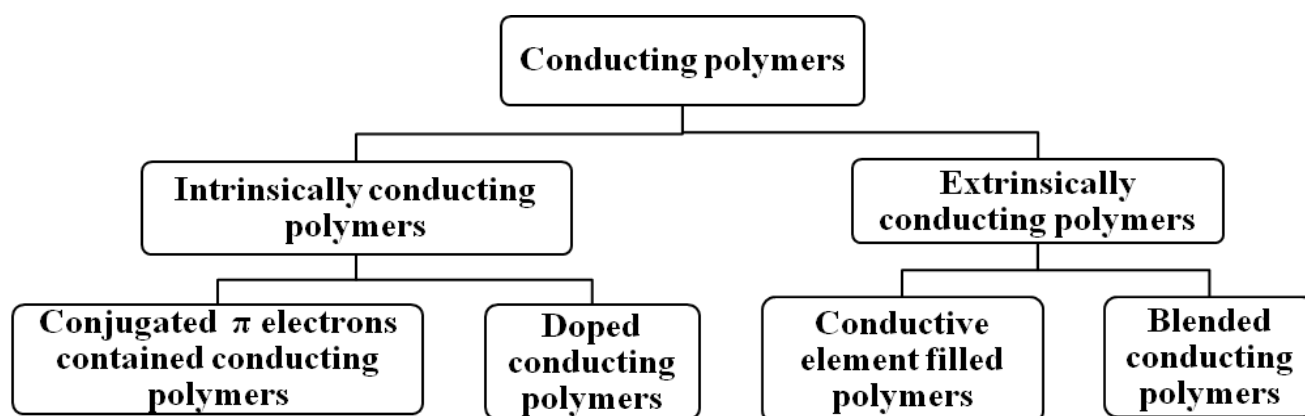 Conducting polymers
Intrinsically conducting
polymers
Extrinsically
conducting polymers
Conjugated π electrons
contained conducting
polymers
Doped
conducting
polymers
Conductive
element filled
polymers
Blended
conducting
polymers